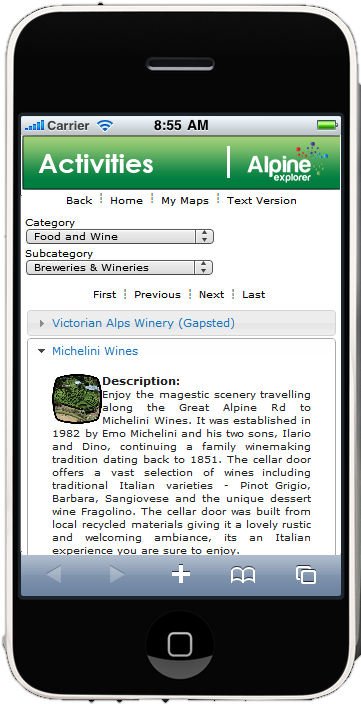 Carrier 8:55 AM
Activities Alpine explorer
Back Home My Maps Text Version
Category
Food and Wine
Subcategory
Breweries & Wineries
First Previous Next Last
Victorian Alps Winery (Gapsted)
Michelini Wines
Description:
Enjoy the magestic scenery travelling
along the Great Alpine Rd to
Michelini Wines. It was established in
1982 by Emo Michelini and his two sons, Ilario
and Dino, continuing a family winemaking
tradition dating back to 1851. The cellar door
offers a vast selection of wines including
traditional Italian varieties - Pinot Grigio,
Barbara, Sangiovese and the unique dessert
wine Fragolino. The cellar door was built from
local recycled materials giving it a lovely rustic
and welcoming ambiance, its an Italian
experience you are sure to enjoy.